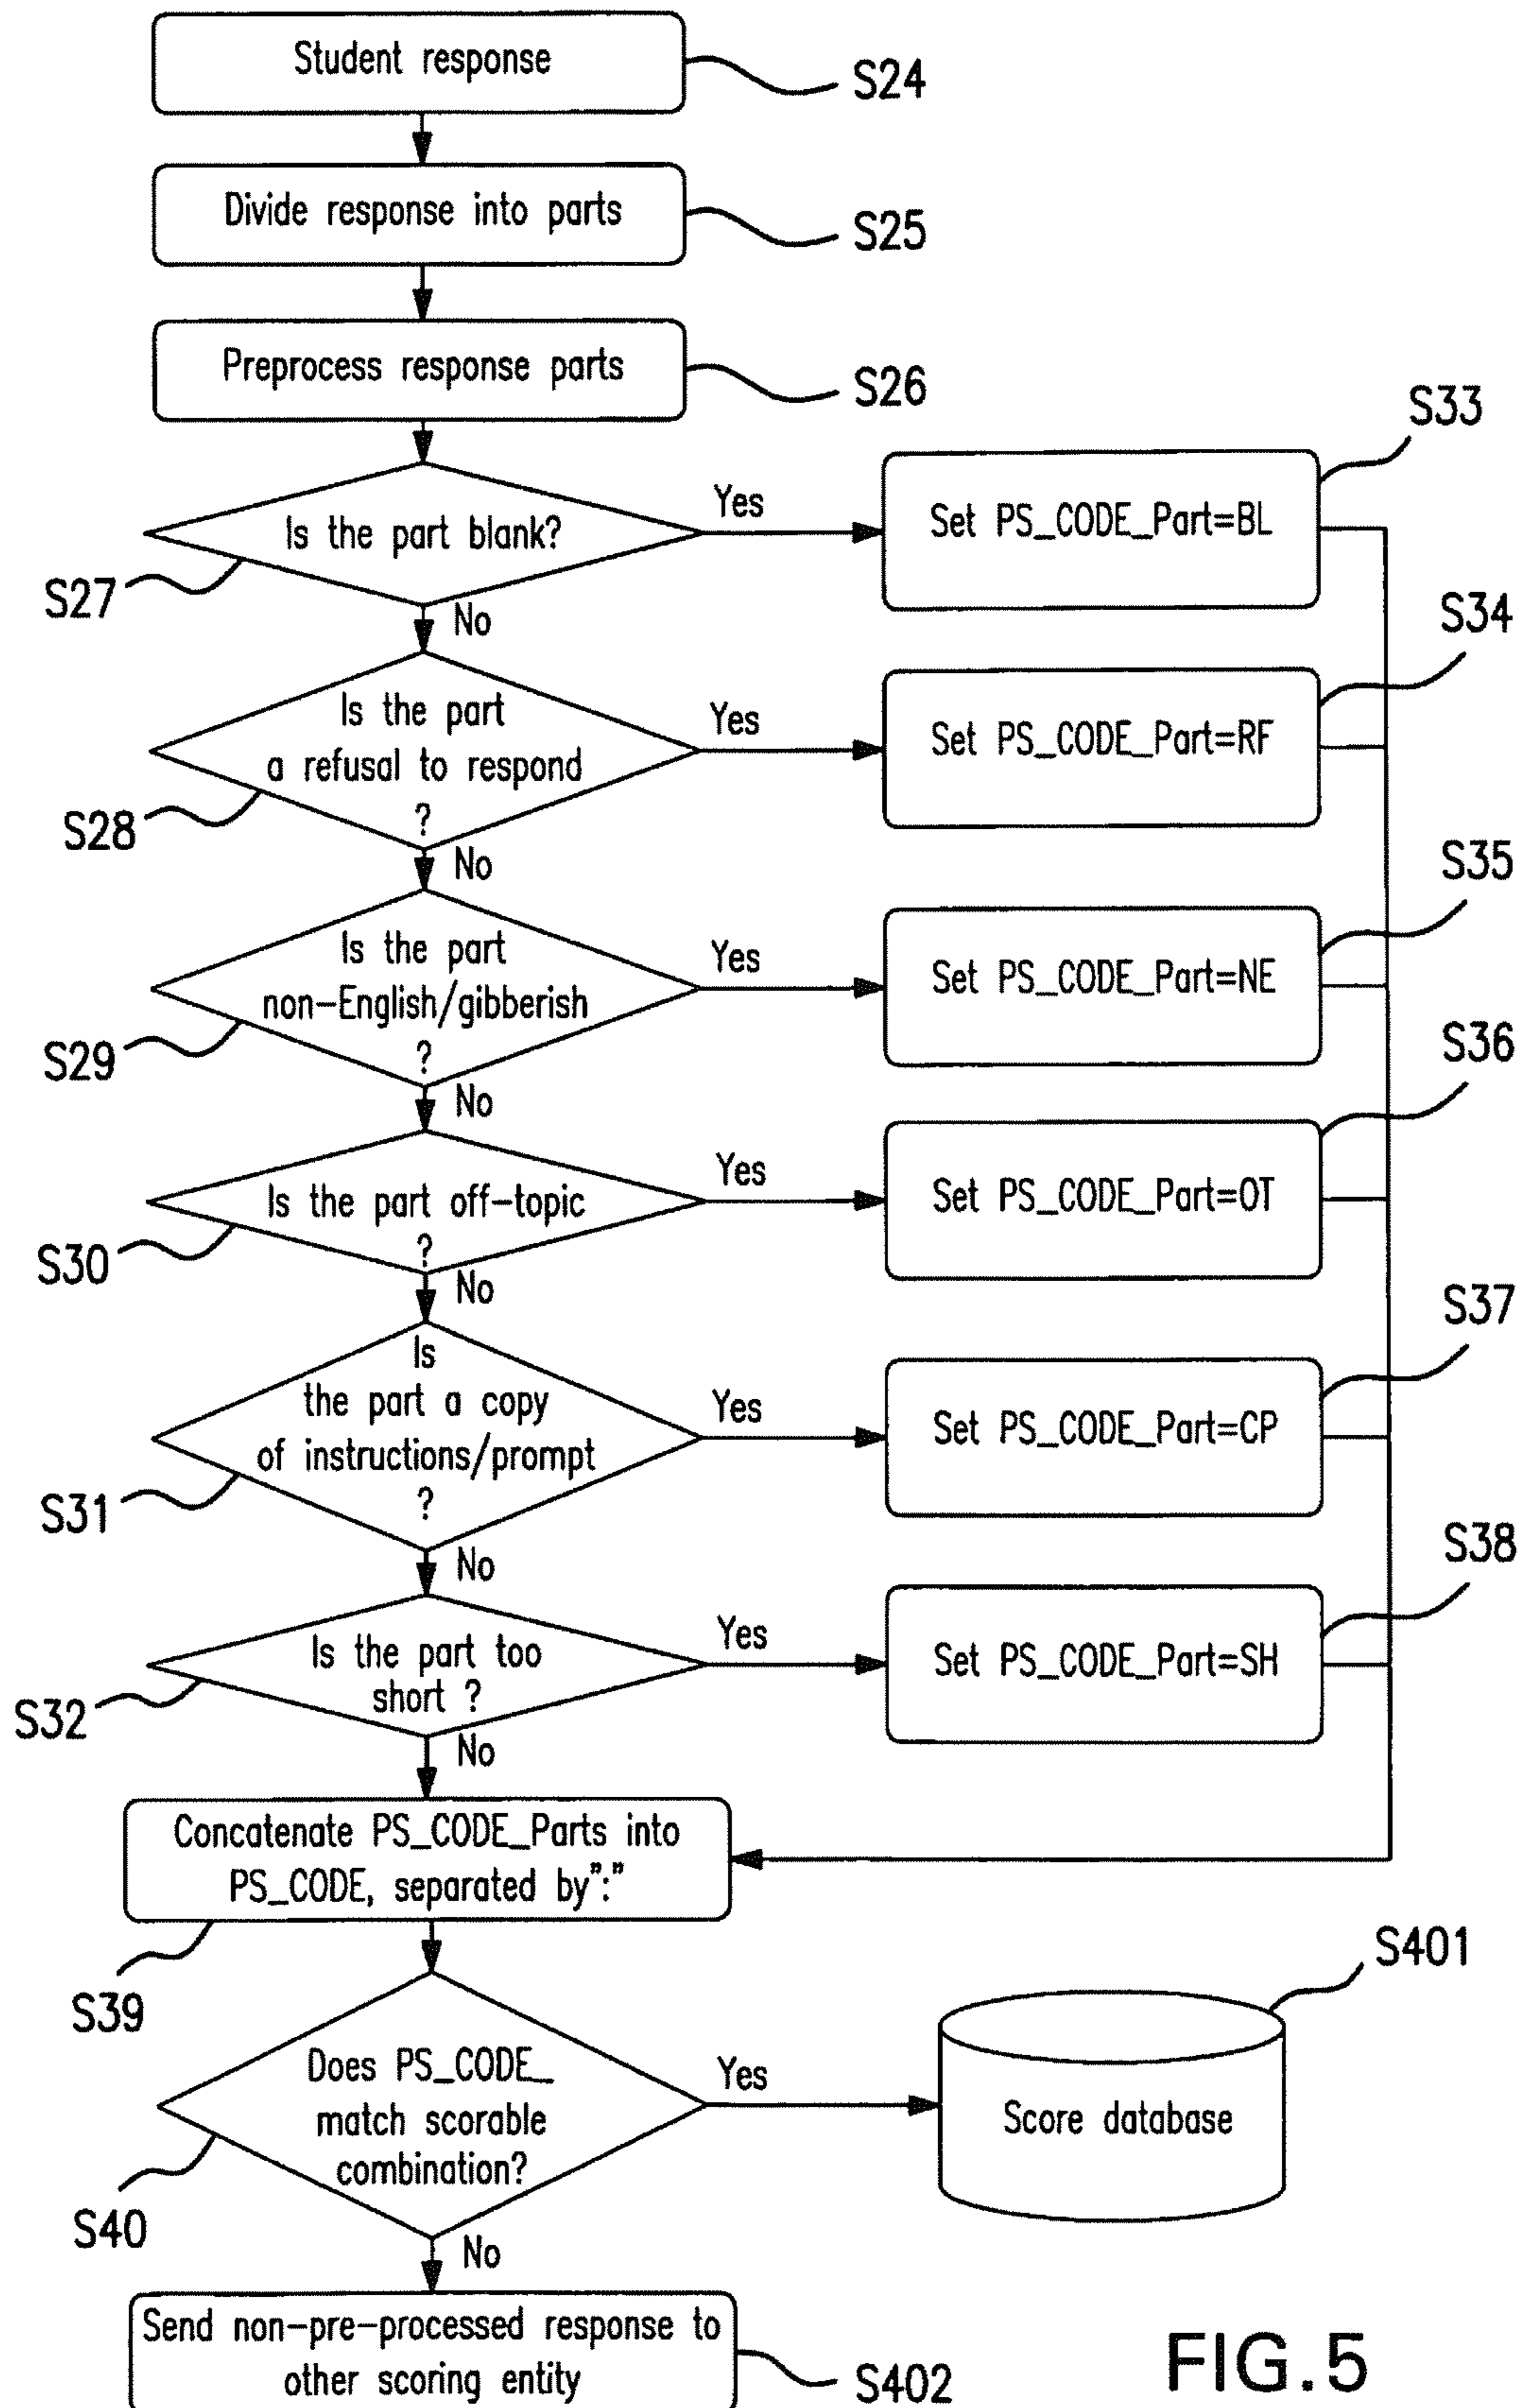 Student response
S24
Divide response into parts
S25
Preprocess response parts
S26
Is the part blank?
S27
Yes
Set PS_CODE_Part=BL
S33
No
Is the part
a refusal to respond
?
S28
Yes
Set PS_CODE_Part=RF
S34
No
Is the part
non-English/gibberish
?
S29
Yes
Set PS_CODE_Part=NE
S35
No
Is the part off-topic
?
S30
Yes
Set PS_CODE_Part=OT
S36
No
Is
the part a copy
of instructions/prompt
?
S31
Yes
Set PS_CODE_Part=CP
S37
No
Is the part too
short ?
S32
Yes
Set PS_CODE_Part=SH
S38
No
Concatenate PS_CODE_Parts into
PS_CODE, separated by":"
S39
Does PS_CODE_
match scorable
combination?
S40
Yes
Score database
S401
No
Send non-pre-processed response to
other scoring entity
S402
FIG.5